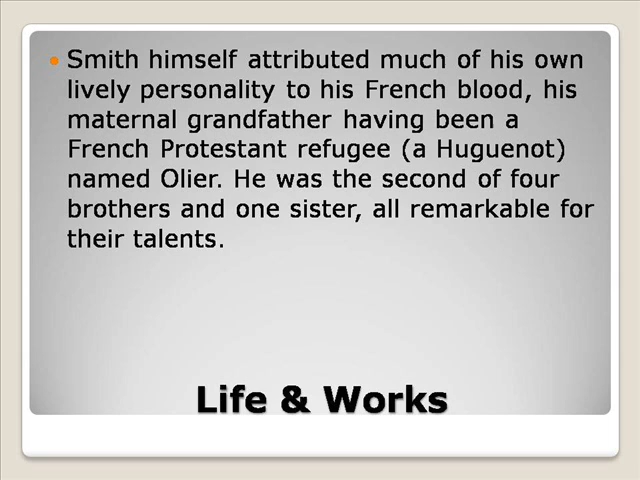 Smith himself attributed much of his own
lively personality to his French blood, his
maternal grandfather having been a
French Protestant refugee (a Huguenot)
named Olier. He was the second of four
brothers and one sister, all remarkable for
their talents.
Life & Works